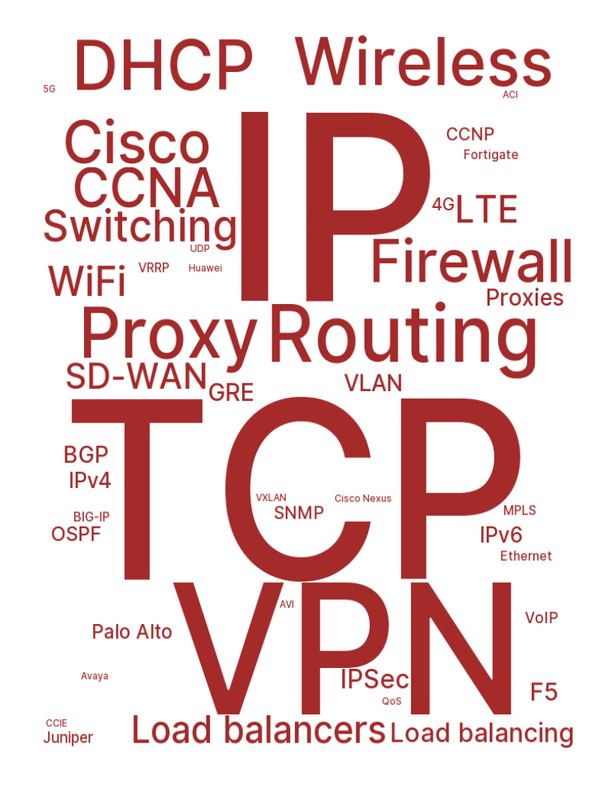 DHCP
Wireless
5G
ACI
IP
Cisco
CCNP
Fortigate
CCNA
4G
LTE
Switching
UDP
Firewall
WiFi
VRRP
Huawei
Proxies
Proxy
Routing
SD-WAN
GRE
VLAN
TCP
BGP
IPv4
VXLAN
Cisco Nexus
SNMP
BIG-IP
MPLS
OSPF
IPv6
Ethernet
VPN
AVI
VoIP
Palo Alto
Avaya
IPSec
F5
QoS
CCIE
Juniper
Load balancers
Load balancing